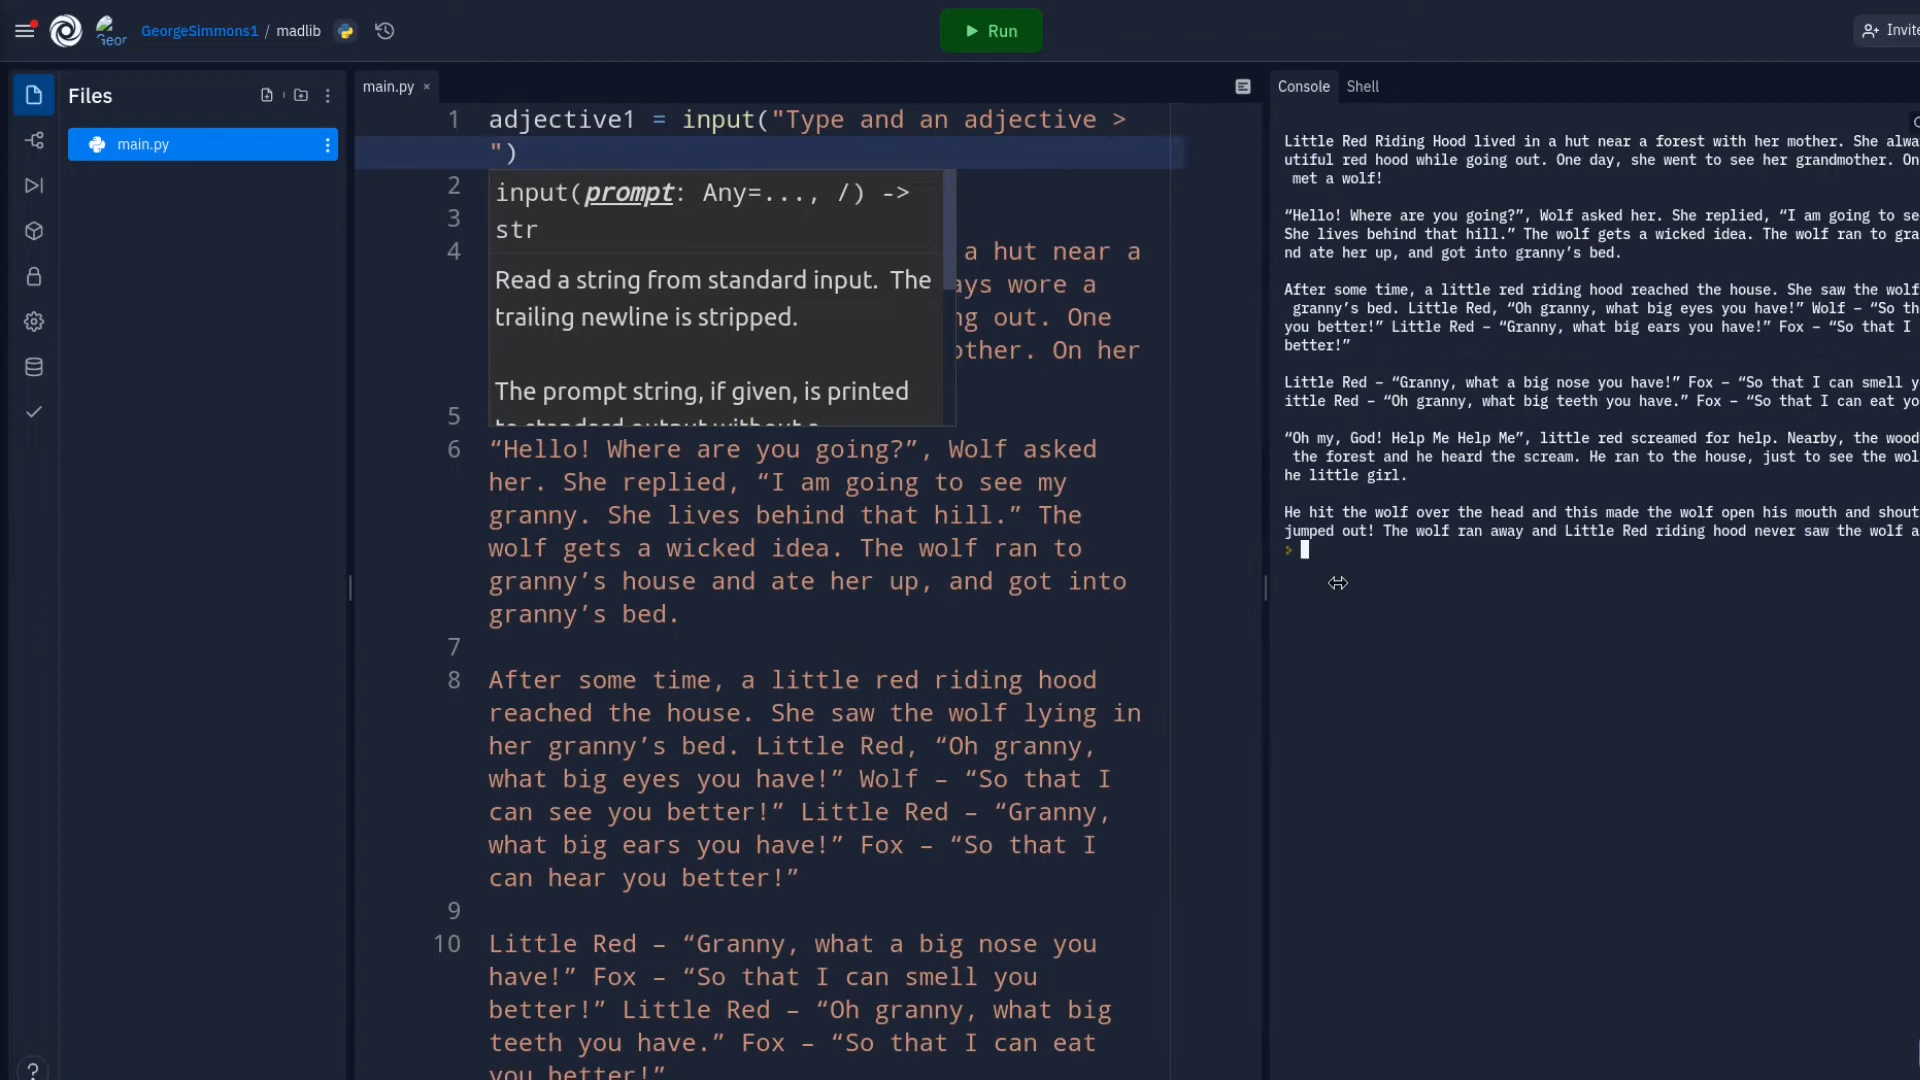 Geor
GeorgeSimmons1 / madlib
Run
Invite
Files
main.py
main.py ×
Console
Shell
1 adjective1 = input("Type and an adjective >
")
2
input(prompt: Any=..., /) ->
str
3
4
a hut near a
Read a string from standard input. The
ays wore a
trailing newline is stripped.
ng out. One
other. On her
The prompt string, if given, is printed
to standard output without a
5
6 “Hello! Where are you going?”, Wolf asked
her. She replied, “I am going to see my
granny. She lives behind that hill.” The
wolf gets a wicked idea. The wolf ran to
granny’s house and ate her up, and got into
granny’s bed.
7
8 After some time, a little red riding hood
reached the house. She saw the wolf lying in
her granny’s bed. Little Red, “Oh granny,
what big eyes you have!” Wolf – “So that I
can see you better!” Little Red – “Granny,
what big ears you have!” Fox – “So that I
can hear you better!”
9
10 Little Red – “Granny, what a big nose you
have!” Fox – “So that I can smell you
better!” Little Red – “Oh granny, what big
teeth you have.” Fox – “So that I can eat
you better!”
Little Red Riding Hood lived in a hut near a forest with her mother. She alwa
utiful red hood while going out. One day, she went to see her grandmother. On
met a wolf!
“Hello! Where are you going?”, Wolf asked her. She replied, “I am going to se
She lives behind that hill.” The wolf gets a wicked idea. The wolf ran to gra
nd ate her up, and got into granny’s bed.
After some time, a little red riding hood reached the house. She saw the wolf
granny’s bed. Little Red, “Oh granny, what big eyes you have!” Wolf – “So th
you better!” Little Red – “Granny, what big ears you have!” Fox – “So that I
better!”
Little Red – “Granny, what a big nose you have!” Fox – “So that I can smell y
ittle Red – “Oh granny, what big teeth you have.” Fox – “So that I can eat yo
“Oh my, God! Help Me Help Me”, little red screamed for help. Nearby, the wood
the forest and he heard the scream. He ran to the house, just to see the wol
he little girl.
He hit the wolf over the head and this made the wolf open his mouth and shout
jumped out! The wolf ran away and Little Red riding hood never saw the wolf a
>
?